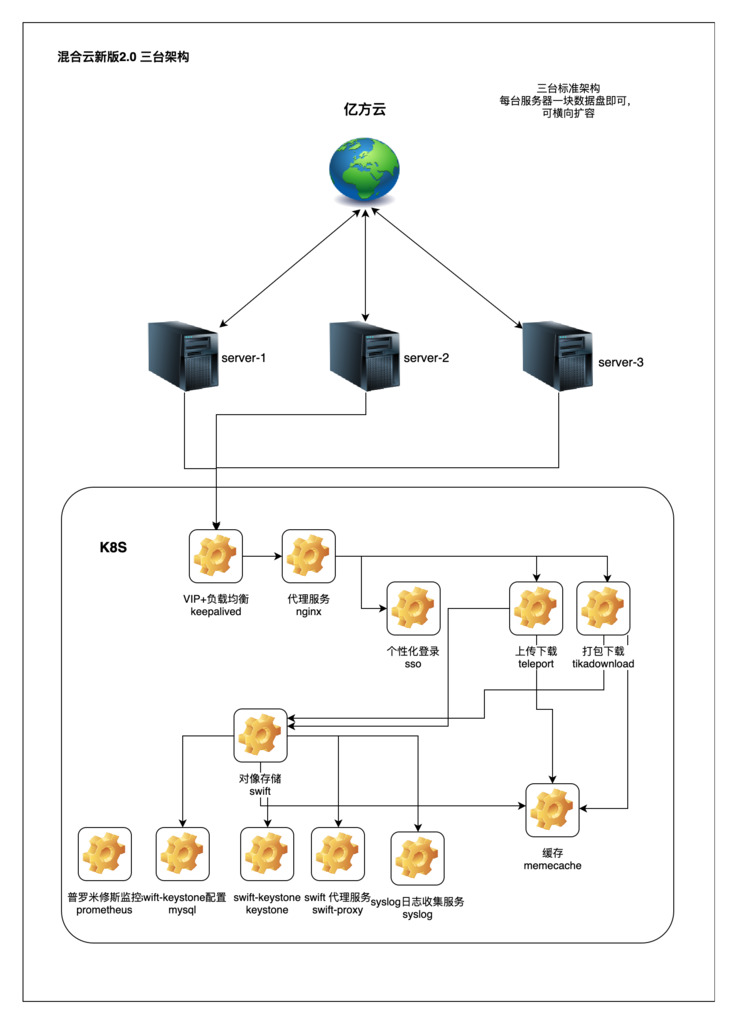 混合云新版2.0 三台架构
三台标准架构
每台服务器一块数据盘即可，
可横向扩容
亿方云
server-1
server-2
server-3
K8S
VIP+负载均衡
keepalived
代理服务
nginx
个性化登录
sso
上传下载
teleport
打包下载
tikadownload
对像存储
swift
缓存
memecache
普罗米修斯监控
prometheus
swift-keystone配置
mysql
swift-keystone
keystone
swift 代理服务
swift-proxy
syslog日志收集服务
syslog